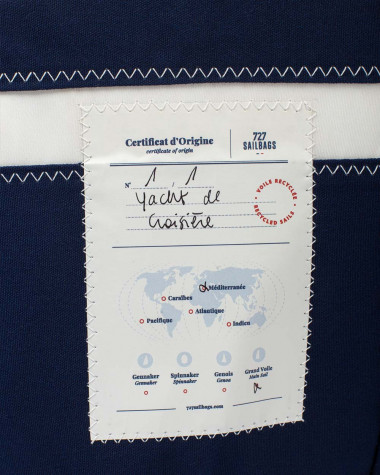 Certificat d'Origine
certificate of origin
727
SAILBAGS
N° 1, 1
Yacht de
Croisière
VOILE RECYCLÉE
RECYCLED SAILS
Méditerranée
Caraïbes
Atlantique
Pacifique
Indien
Gennaker
Gennaker
Spinnaker
Spinnaker
Genois
Genoa
Grand Voile
Main Sail
727sailbags.com